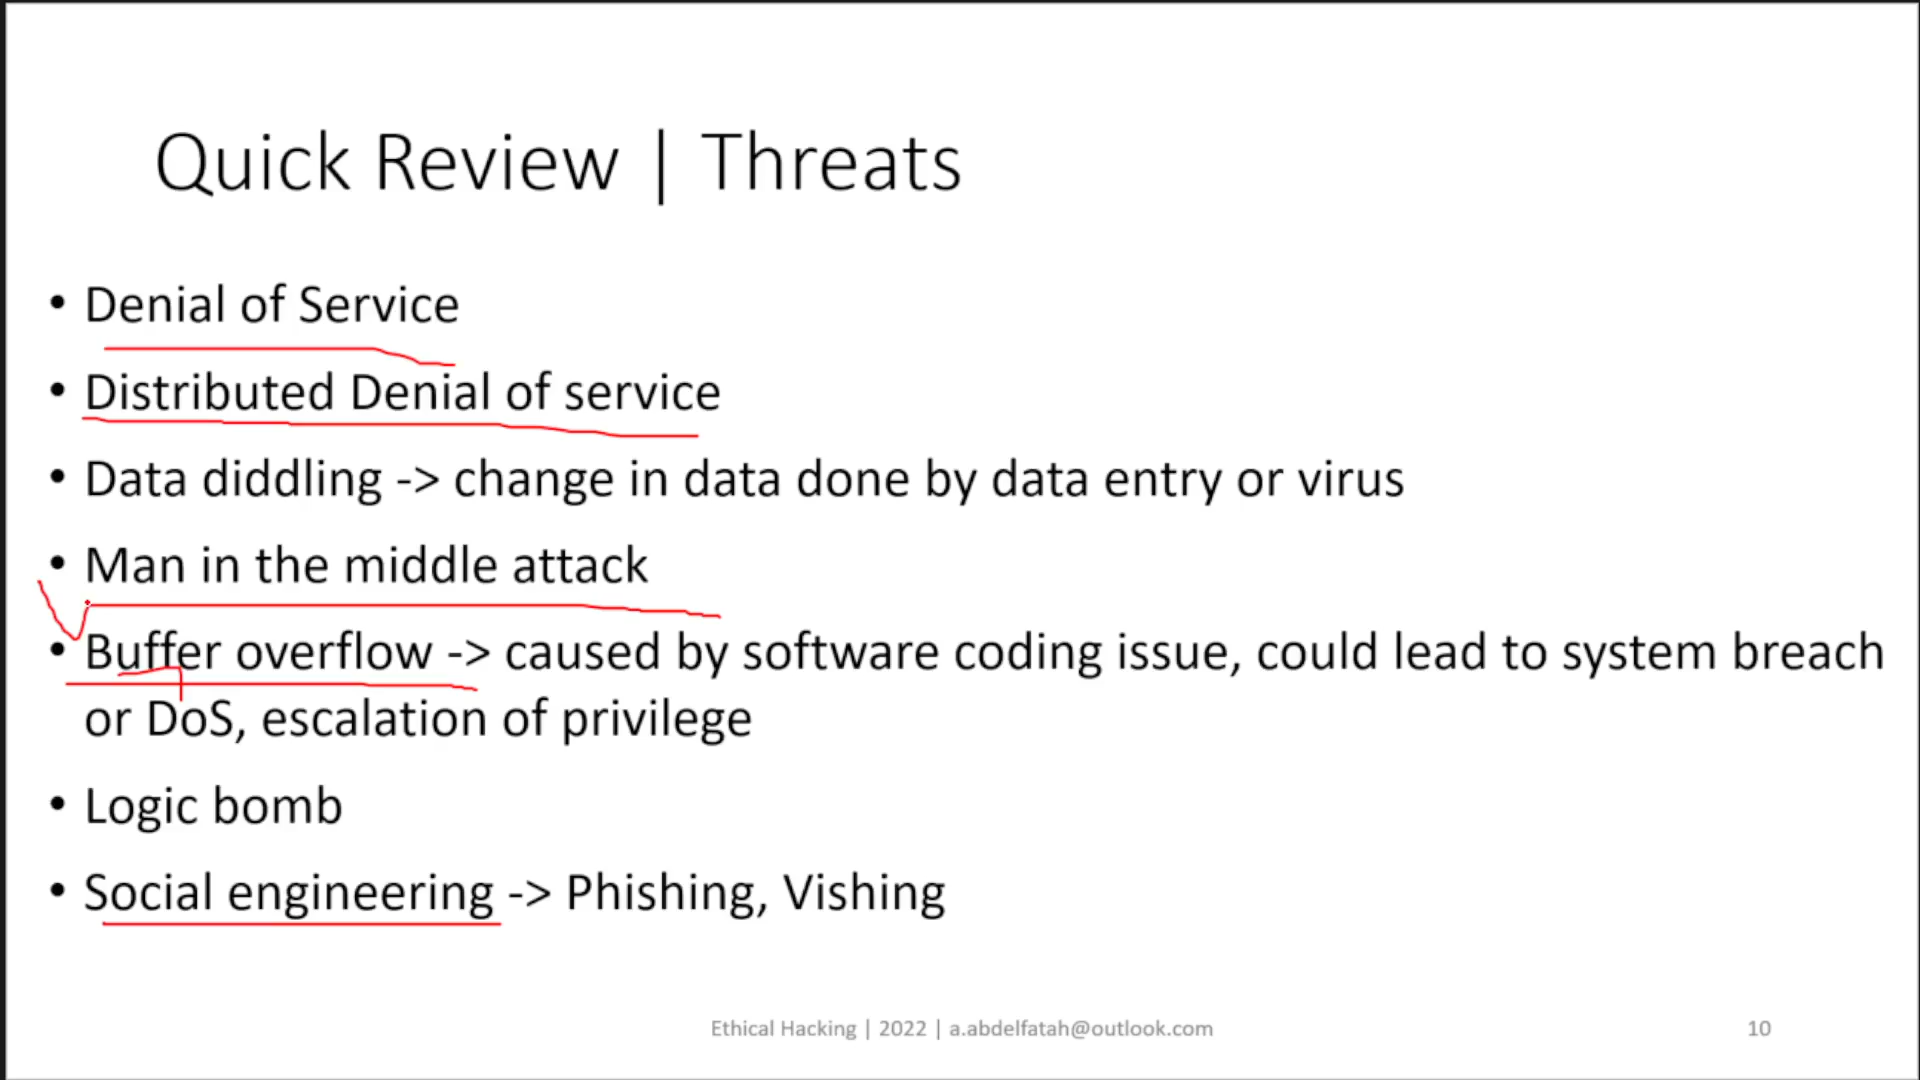 Quick Review | Threats
• Denial of Service
• Distributed Denial of service
• Data diddling -> change in data done by data entry or virus
• Man in the middle attack
• Buffer overflow -> caused by software coding issue, could lead to system breach
or DoS, escalation of privilege
• Logic bomb
• Social engineering -> Phishing, Vishing
Ethical Hacking | 2022 | a.abdelfatah@outlook.com
10